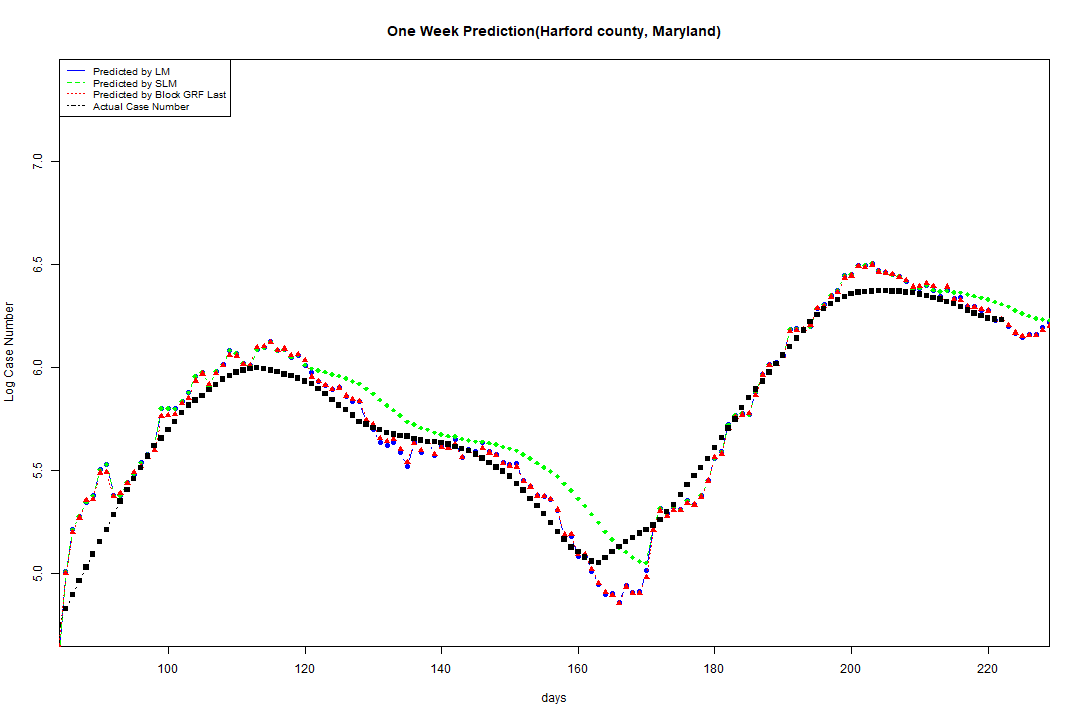 One Week Prediction(Harford county, Maryland)
Predicted by LM
Predicted by SLM
Predicted by Block GRF Last
Actual Case Number
7.0
6.5
6.0
5.5
5.0
Log Case Number
100 120 140 160 180 200 220
days